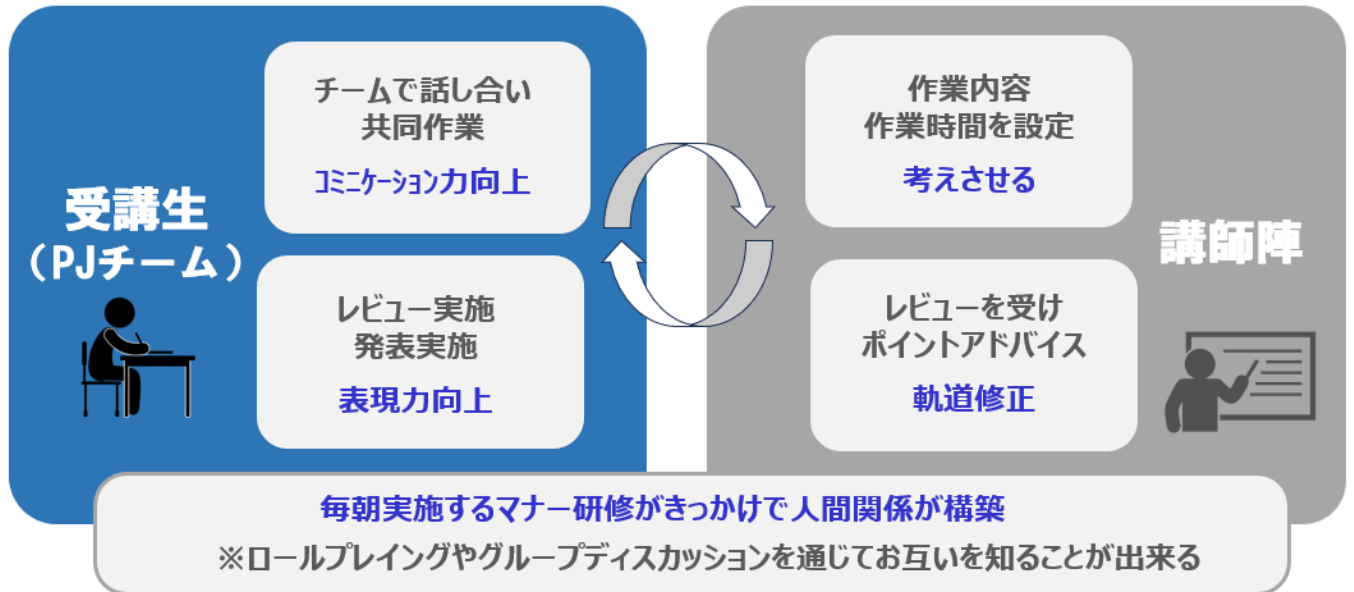 受講生
（PJチーム）
チームで話し合い
共同作業
ｺﾐﾆｹｰｼｮﾝ力向上
レビュー実施
発表実施
表現力向上
作業内容
作業時間を設定
考えさせる
レビューを受け
ポイントアドバイス
軌道修正
講師陣
毎朝実施するマナー研修がきっかけで人間関係が構築
※ロールプレイングやグループディスカッションを通じてお互いを知ることが出来る